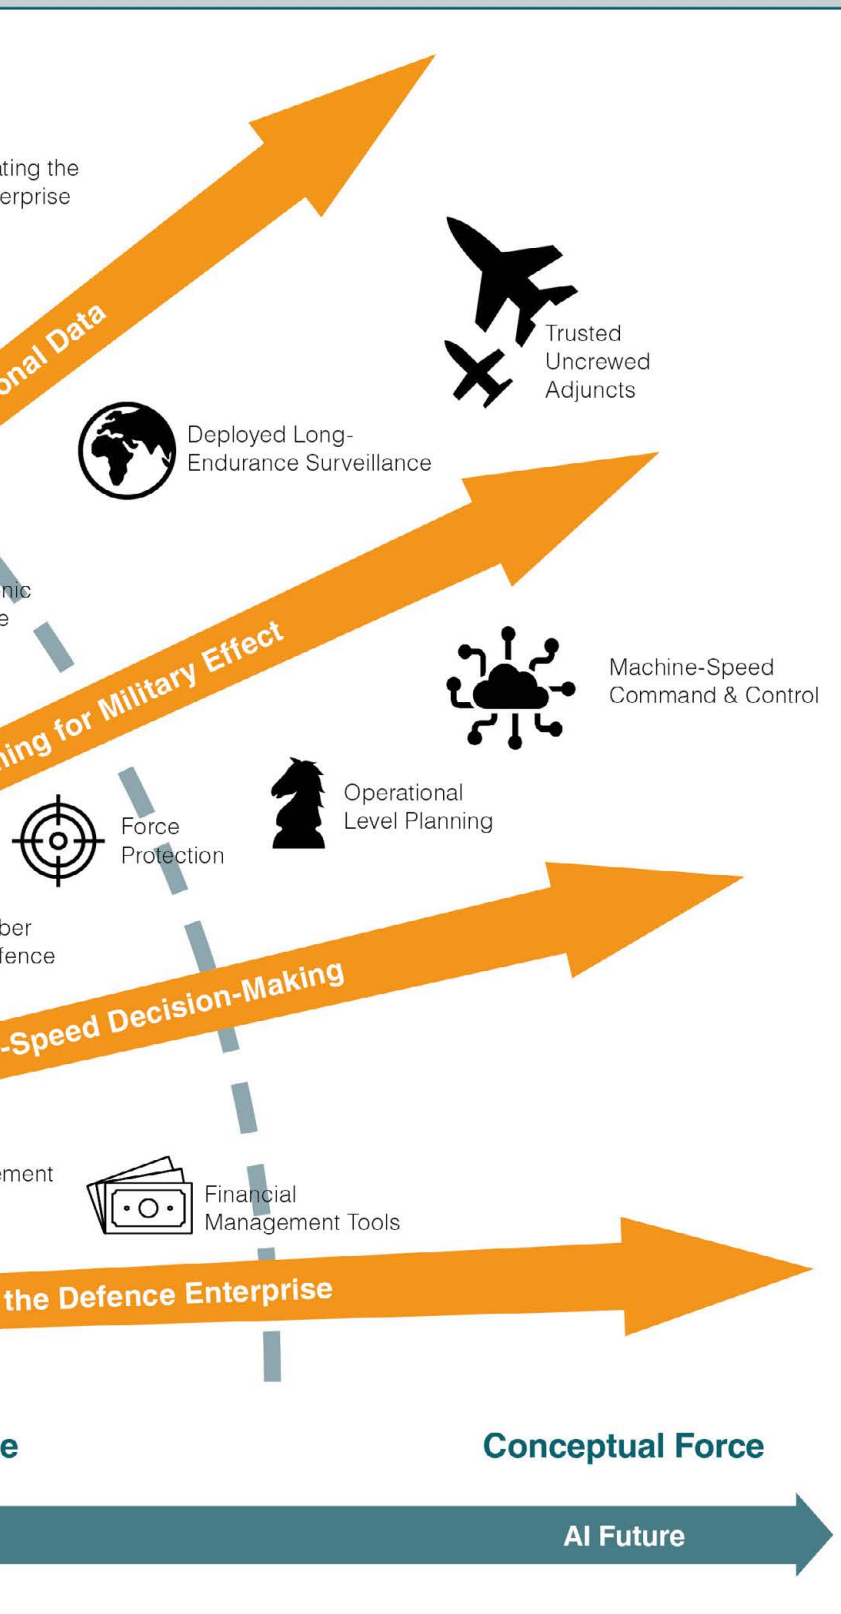 ating the
erprise
onal Data
Trusted
Uncrewed
Adjuncts
Deployed Long-
Endurance Surveillance
nic
e
ning for Military Effect
Machine-Speed
Command & Control
Operational
Level Planning
Force
Protection
ber
fence
-Speed Decision-Making
ement
Financial
Management Tools
the Defence Enterprise
e
Conceptual Force
AI Future